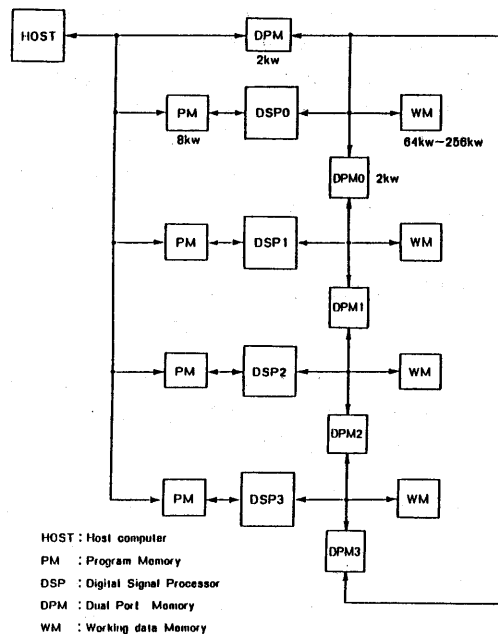 HOST
DPM
2kw
PM
DSP0
WM
8kw
64kw~256kw
DPM0 2kw
PM
DSP1
WM
DPM1
PM
DSP2
WM
DPM2
PM
DSP3
WM
DPM3
HOST : Host computer
PM : Program Memory
DSP : Digital Signal Processor
DPM : Dual Port Memory
WM : Working data Memory